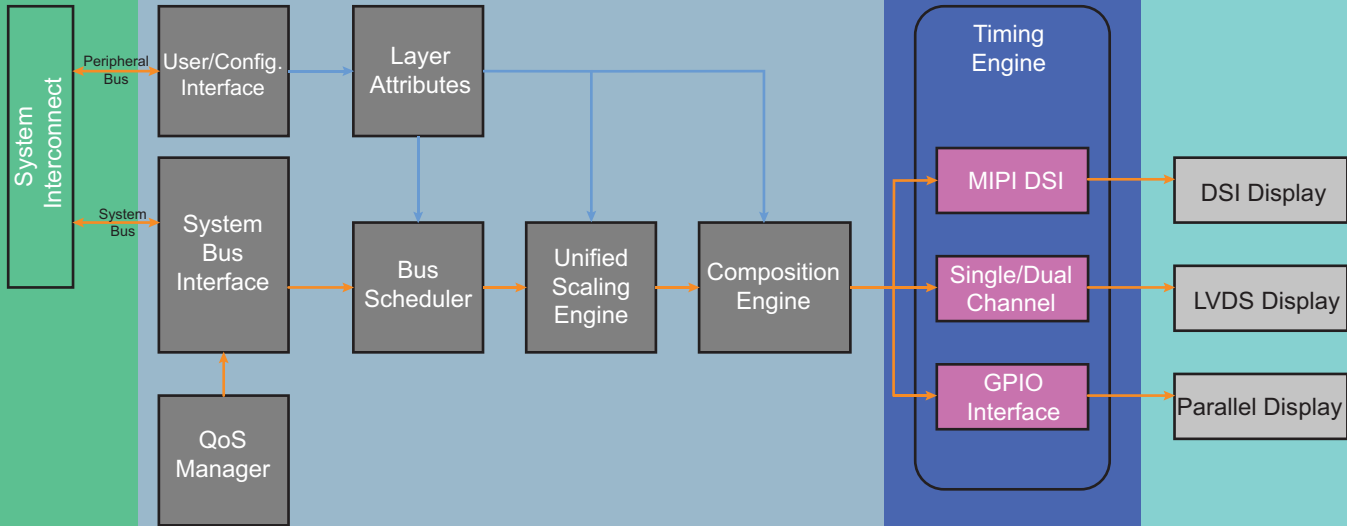 System
Interconnect
Peripheral
Bus
System
Bus
User/Config.
Interface
Layer
Attributes
System
Bus
Interface
Bus
Scheduler
Unified
Scaling
Engine
Composition
Engine
QoS
Manager
Timing
Engine
MIPI DSI
Single/Dual
Channel
GPIO
Interface
DSI Display
LVDS Display
Parallel Display